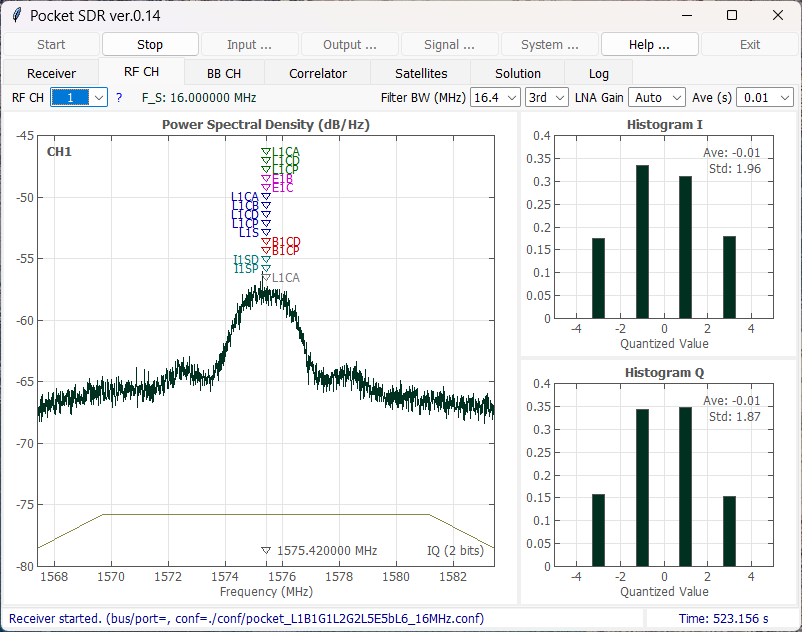 Pocket SDR ver.0.14
Start Stop Input ... Output ... Signal ... System ... Help ... Exit
Receiver RF CH BB CH Correlator Satellites Solution Log
RF CH 1 ? F_S: 16.000000 MHz Filter BW (MHz) 16.4 3rd LNA Gain Auto Ave (s) 0.01
Power Spectral Density (dB/Hz)
CH1
-45
-50
-55
-60
-65
-70
-75
-80
L1CA
L1CD
L1CP
E1B
E1C
L1CA
L1CB
L1CD
L1CP
L1S
B1CD
B1CP
I1SD
I1SP
L1CA
1575.420000 MHz IQ (2 bits)
1568 1570 1572 1574 1576 1578 1580 1582
Frequency (MHz)
Histogram I
Ave: -0.01
Std: 1.96
0.4
0.35
0.3
0.25
0.2
0.15
0.1
0.05
0
-4 -2 0 2 4
Quantized Value
Histogram Q
Ave: -0.01
Std: 1.87
0.4
0.35
0.3
0.25
0.2
0.15
0.1
0.05
0
-4 -2 0 2 4
Quantized Value
Receiver started. (bus/port=, conf=./conf/pocket_L1B1G1L2G2L5E5bL6_16MHz.conf) Time: 523.156 s